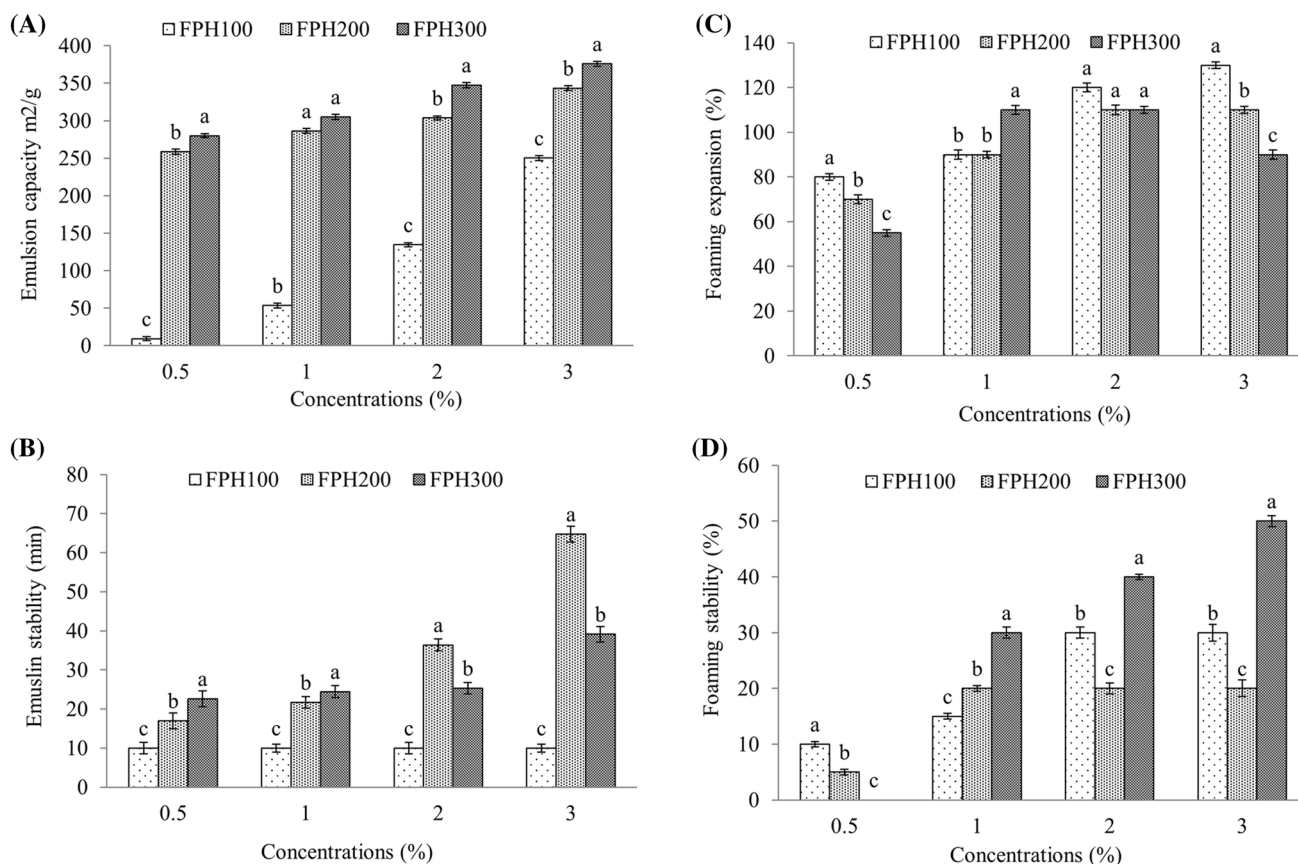 (A)
FPH100 FPH200 FPH300
Emulsion capacity m2/g
400
350
300
250
200
150
100
50
0
c b a
b a a
c b a
c b a
0.5 1 2 3
Concentrations (%)
(B)
FPH100 FPH200 FPH300
Emuslin stability (min)
80
70
60
50
40
30
20
10
0
c b a
c b a
c a b
c a b
0.5 1 2 3
Concentrations (%)
(C)
FPH100 FPH200 FPH300
Foaming expansion (%)
140
120
100
80
60
40
20
0
a b c
b b a
a a a
a b c
0.5 1 2 3
Concentrations (%)
(D)
FPH100 FPH200 FPH300
Foaming stability (%)
60
50
40
30
20
10
0
a b c
c b a
b c a
b c a
0.5 1 2 3
Concentrations (%)